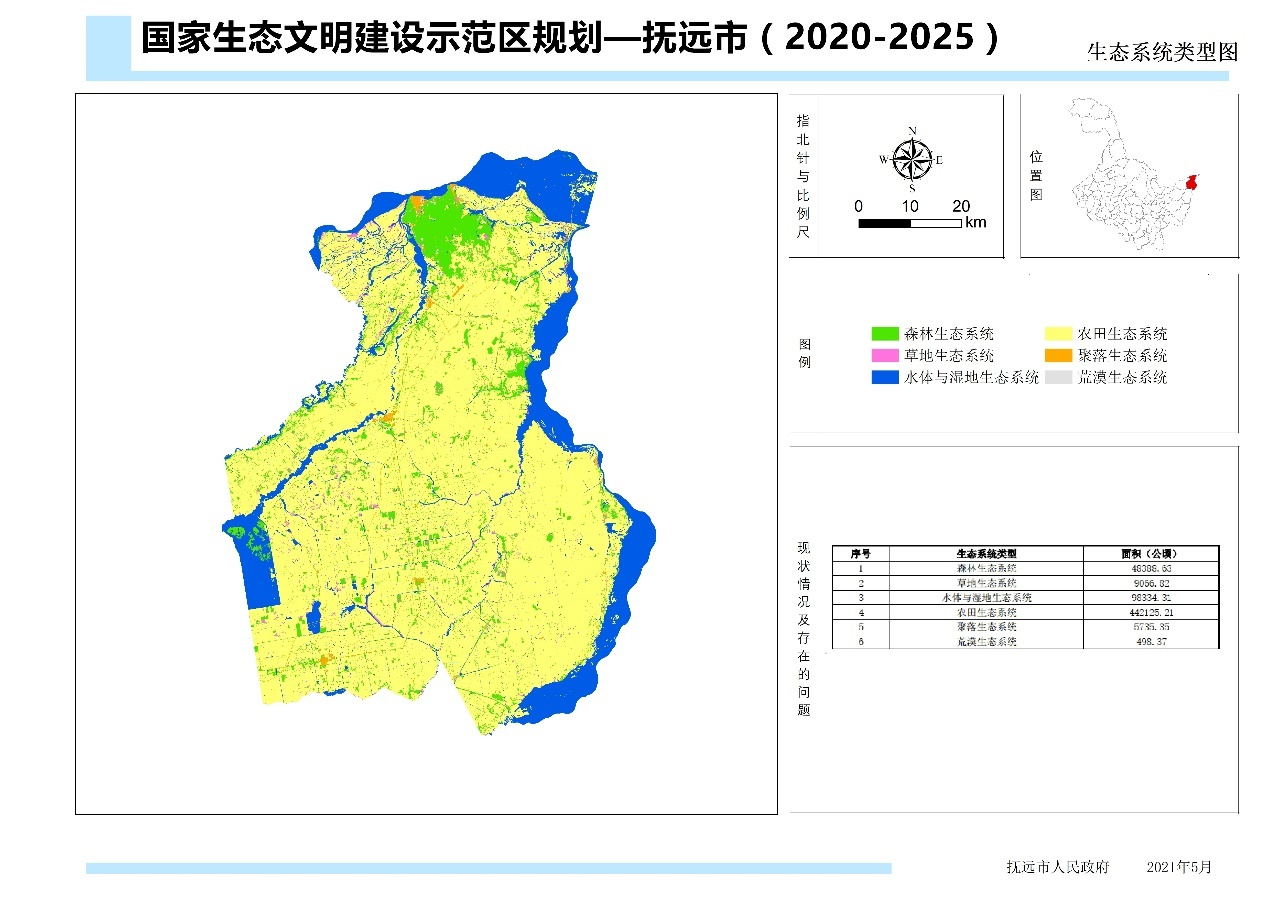 国家生态文明建设示范区规划—抚远市（2020-2025）
生态系统类型图
指北针与比例尺
N
W E
S
0 10 20
km
位置图
图例
森林生态系统 农田生态系统
草地生态系统 聚落生态系统
水体与湿地生态系统 荒漠生态系统
现状情况及存在的问题
序号 生态系统类型 面积（公顷）
1 森林生态系统 48388.63
2 草地生态系统 9066.82
3 水体与湿地生态系统 98334.31
4 农田生态系统 442125.21
5 聚落生态系统 5735.35
6 荒漠生态系统 498.37
抚远市人民政府 2021年5月